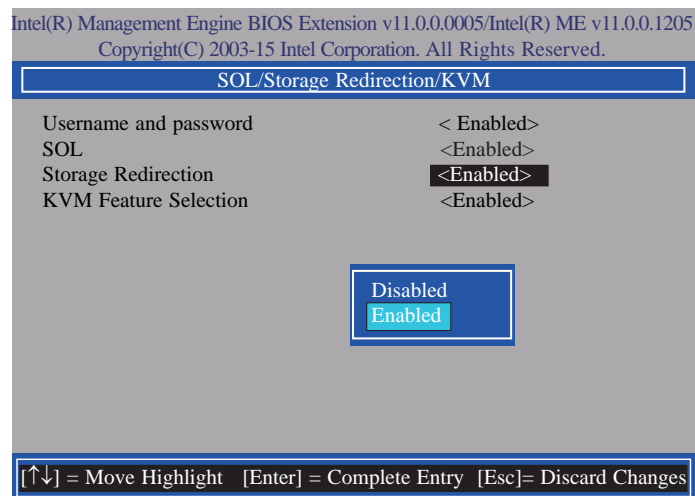 Intel(R) Management Engine BIOS Extension v11.0.0.0005/Intel(R) ME v11.0.0.1205
Copyright(C) 2003-15 Intel Corporation. All Rights Reserved.
SOL/Storage Redirection/KVM
Username and password < Enabled>
SOL <Enabled>
Storage Redirection <Enabled>
KVM Feature Selection <Enabled>
Disabled
Enabled
[↑↓] = Move Highlight [Enter] = Complete Entry [Esc]= Discard Changes